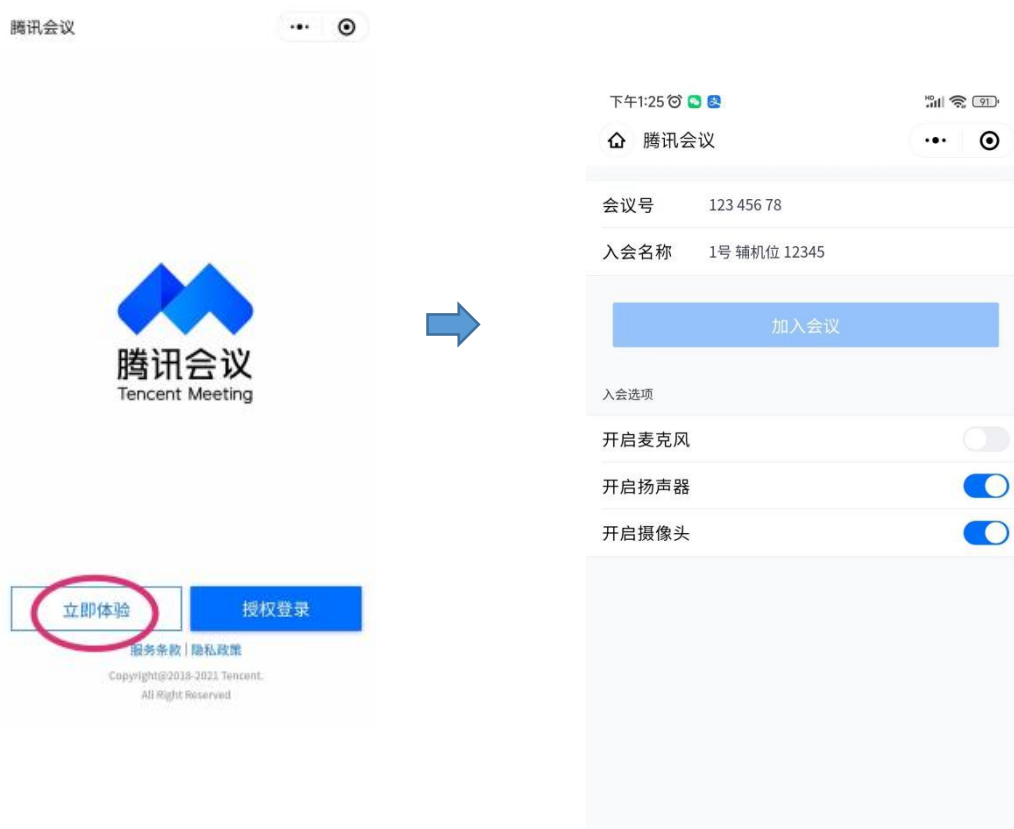 腾讯会议
腾讯会议
Tencent Meeting
立即体验
授权登录
服务条款 | 隐私政策
Copyright@2018-2021 Tencent.
All Right Reserved
下午1:25
HD
91
腾讯会议
会议号 123 456 78
入会名称 1号 辅机位 12345
加入会议
入会选项
开启麦克风
开启扬声器
开启摄像头